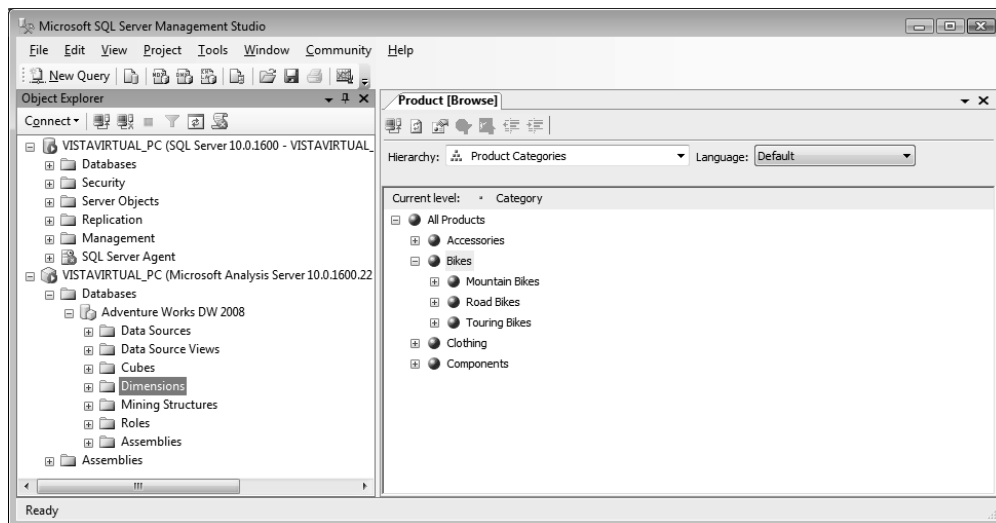 Microsoft SQL Server Management Studio
File Edit View Project Tools Window Community Help
New Query
Object Explorer
Connect
VISTAVIRTUAL_PC (SQL Server 10.0.1600 - VISTAVIRTUAL_
Databases
Security
Server Objects
Replication
Management
SQL Server Agent
VISTAVIRTUAL_PC (Microsoft Analysis Server 10.0.1600.22
Databases
Adventure Works DW 2008
Data Sources
Data Source Views
Cubes
Dimensions
Mining Structures
Roles
Assemblies
Assemblies
Product [Browse]
Hierarchy: Product Categories Language: Default
Current level: Category
All Products
Accessories
Bikes
Mountain Bikes
Road Bikes
Touring Bikes
Clothing
Components
Ready